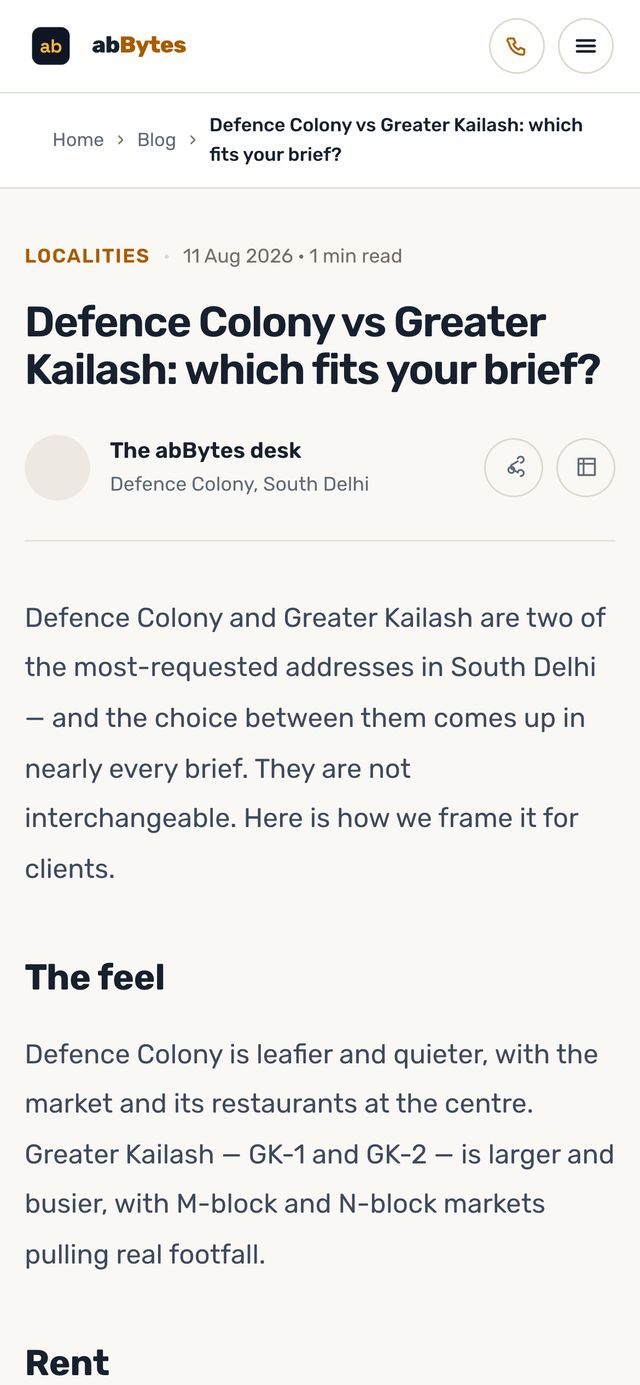 ab abBytes
Home › Blog › Defence Colony vs Greater Kailash: which
fits your brief?
LOCALITIES • 11 Aug 2026 • 1 min read
Defence Colony vs Greater
Kailash: which fits your brief?
The abBytes desk
Defence Colony, South Delhi
Defence Colony and Greater Kailash are two of
the most-requested addresses in South Delhi
— and the choice between them comes up in
nearly every brief. They are not
interchangeable. Here is how we frame it for
clients.
The feel
Defence Colony is leafier and quieter, with the
market and its restaurants at the centre.
Greater Kailash — GK-1 and GK-2 — is larger and
busier, with M-block and N-block markets
pulling real footfall.
Rent